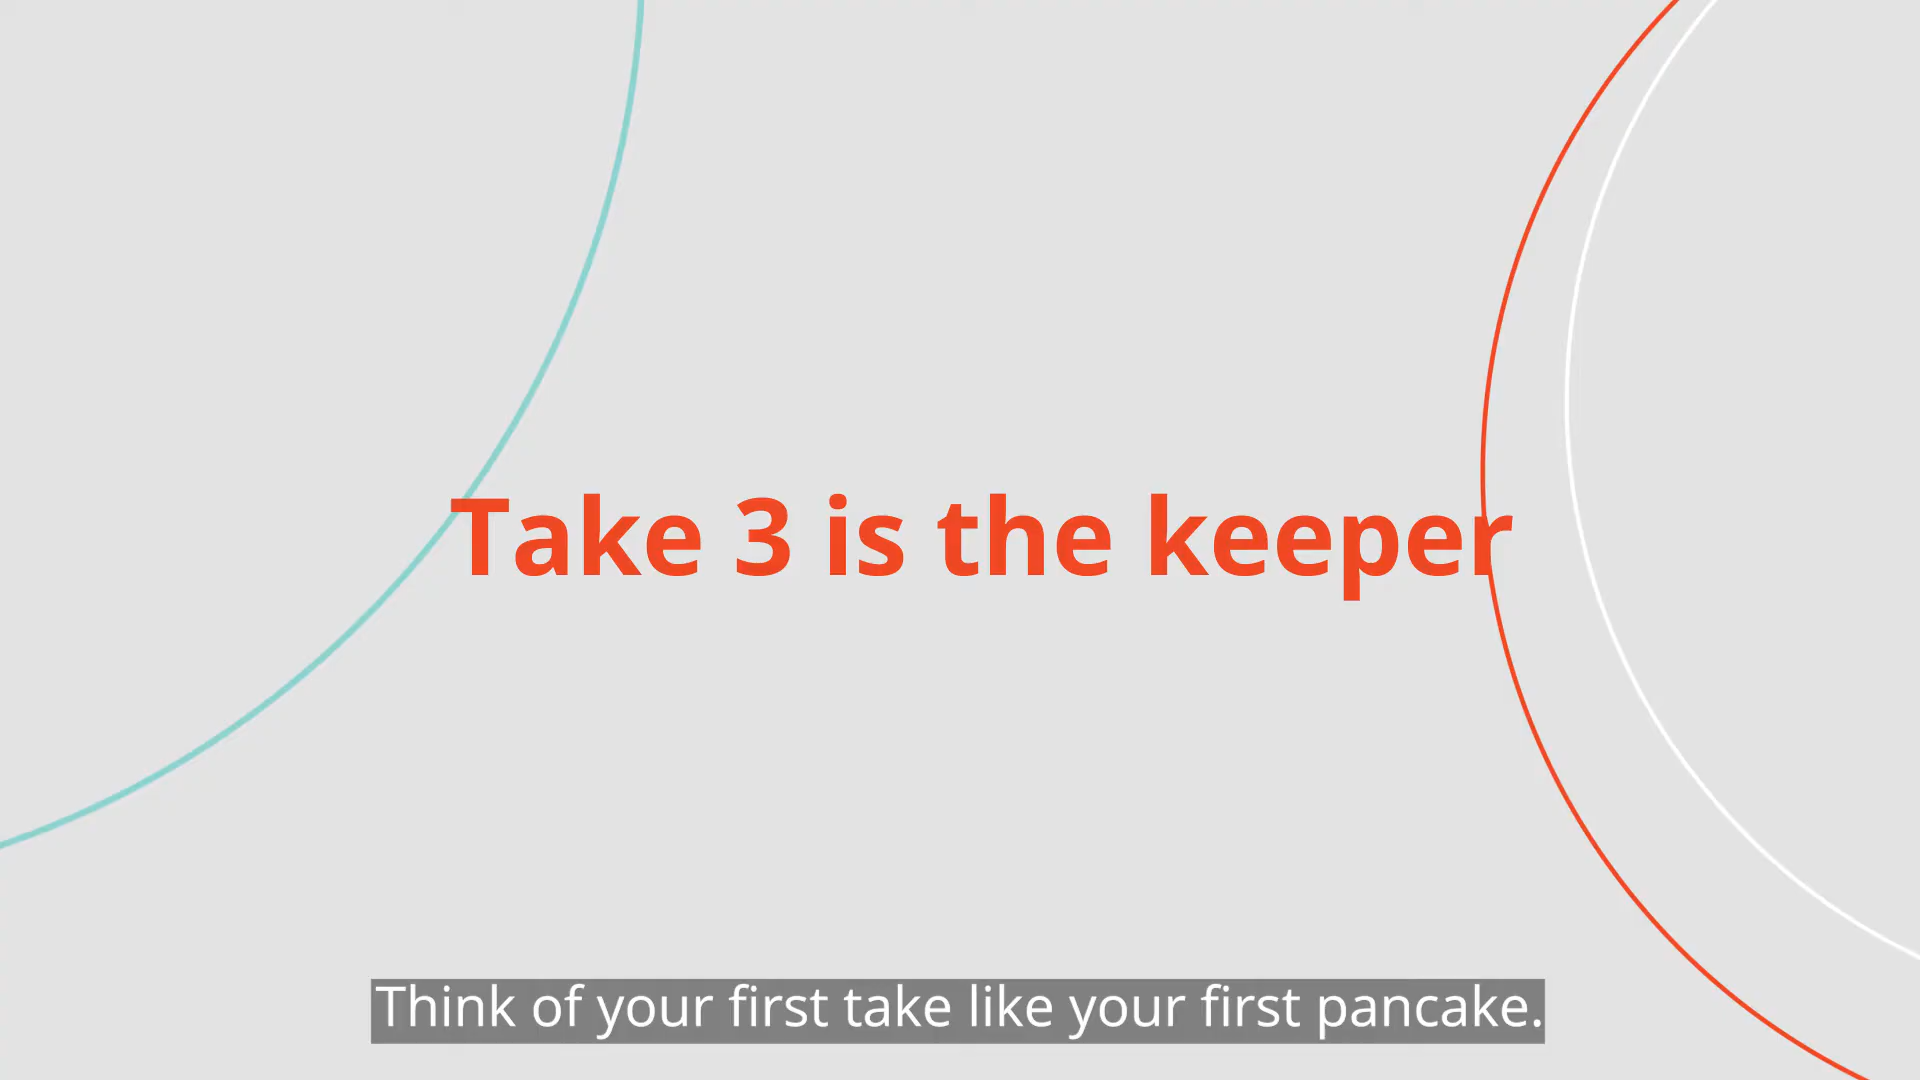 Take 3 is the keeper
Think of your first take like your first pancake.